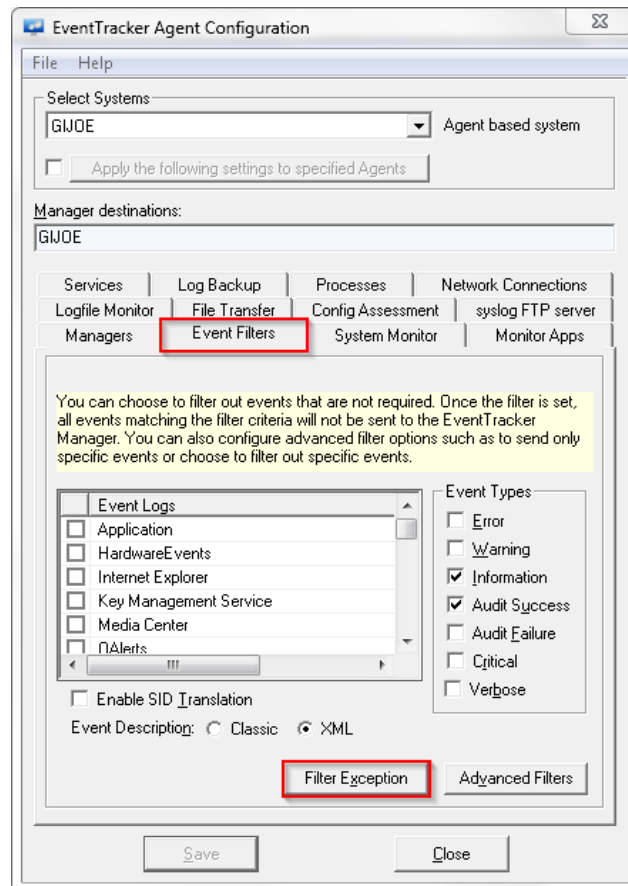 EventTracker Agent Configuration
File Help
Select Systems
GIJOE
Agent based system
Apply the following settings to specified Agents
Manager destinations:
GIJOE
Services Log Backup Processes Network Connections
Logfile Monitor File Transfer Config Assessment syslog FTP server
Managers Event Filters System Monitor Monitor Apps
You can choose to filter out events that are not required. Once the filter is set,
all events matching the filter criteria will not be sent to the EventTracker
Manager. You can also configure advanced filter options such as to send only
specific events or choose to filter out specific events.
Event Logs
Application
HardwareEvents
Internet Explorer
Key Management Service
Media Center
OAlerts
Event Types
Error
Warning
Information
Audit Success
Audit Failure
Critical
Verbose
Enable SID Translation
Event Description: Classic XML
Filter Exception Advanced Filters
Save Close